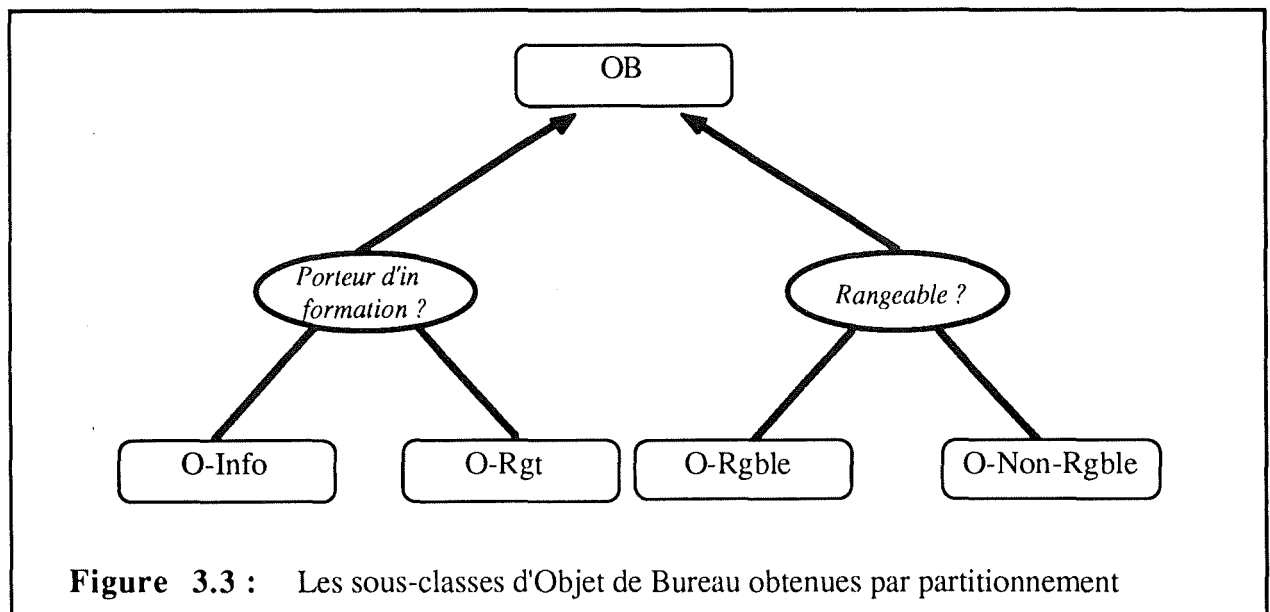 OB
Porteur d'in
formation ?
Rangeable ?
O-Info
O-Rgt
O-Rgble
O-Non-Rgble
Figure 3.3 : Les sous-classes d'Objet de Bureau obtenues par partitionnement